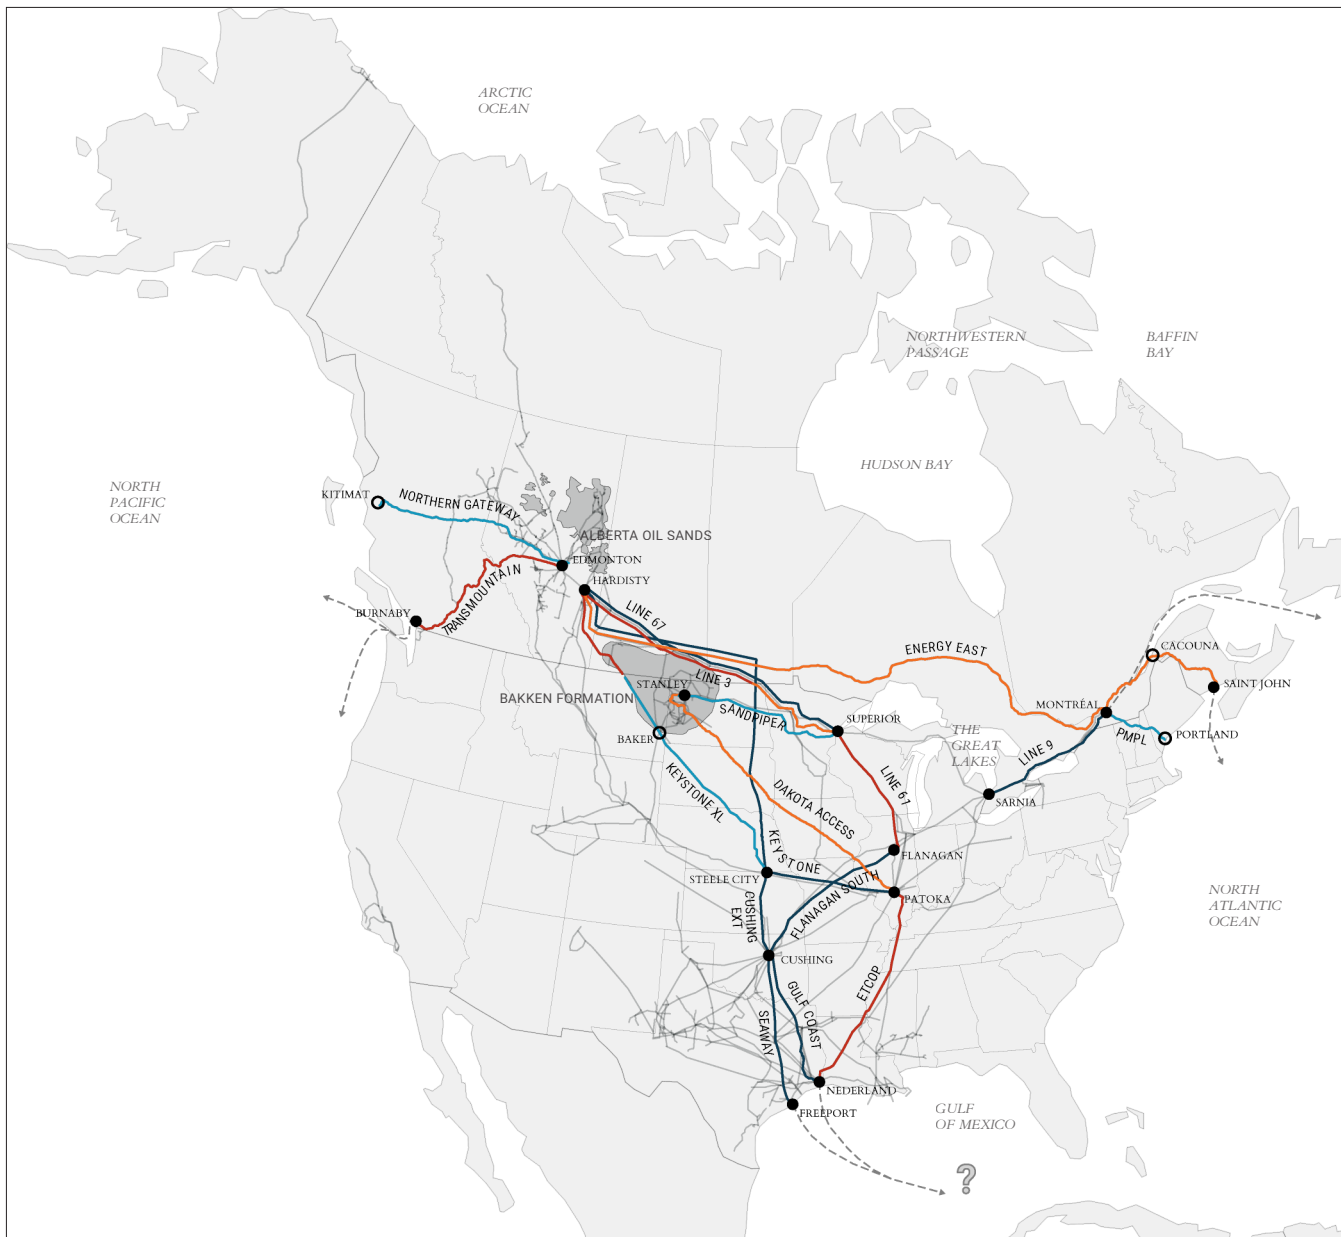 ARCTIC
OCEAN
NORTHWESTERN
PASSAGE
BAFFIN
BAY
HUDSON BAY
NORTH
PACIFIC
OCEAN
KITIMAT
NORTHERN GATEWAY
ALBERTA OIL SANDS
EDMONTON
HARDISTY
TRANSMOUNTAIN
BURNABY
LINE 67
ENERGY EAST
CACOUNA
SAINT JOHN
LINE 3
STANLEY
BAKKEN FORMATION
SANDPIPER
SUPERIOR
MONTRÉAL
PMPL
PORTLAND
BAKER
THE
GREAT
LAKES
LINE 9
SARNIA
KEYSTONE XL
DAKOTA ACCESS
LINE 61
KEYSTONE
FLANAGAN
STEELE CITY
FLANAGAN SOUTH
PATOKA
NORTH
ATLANTIC
OCEAN
CUSHING
EXT
CUSHING
ETCOP
GULF COAST
SEAWAY
NEDERLAND
FREEPORT
GULF
OF MEXICO
?